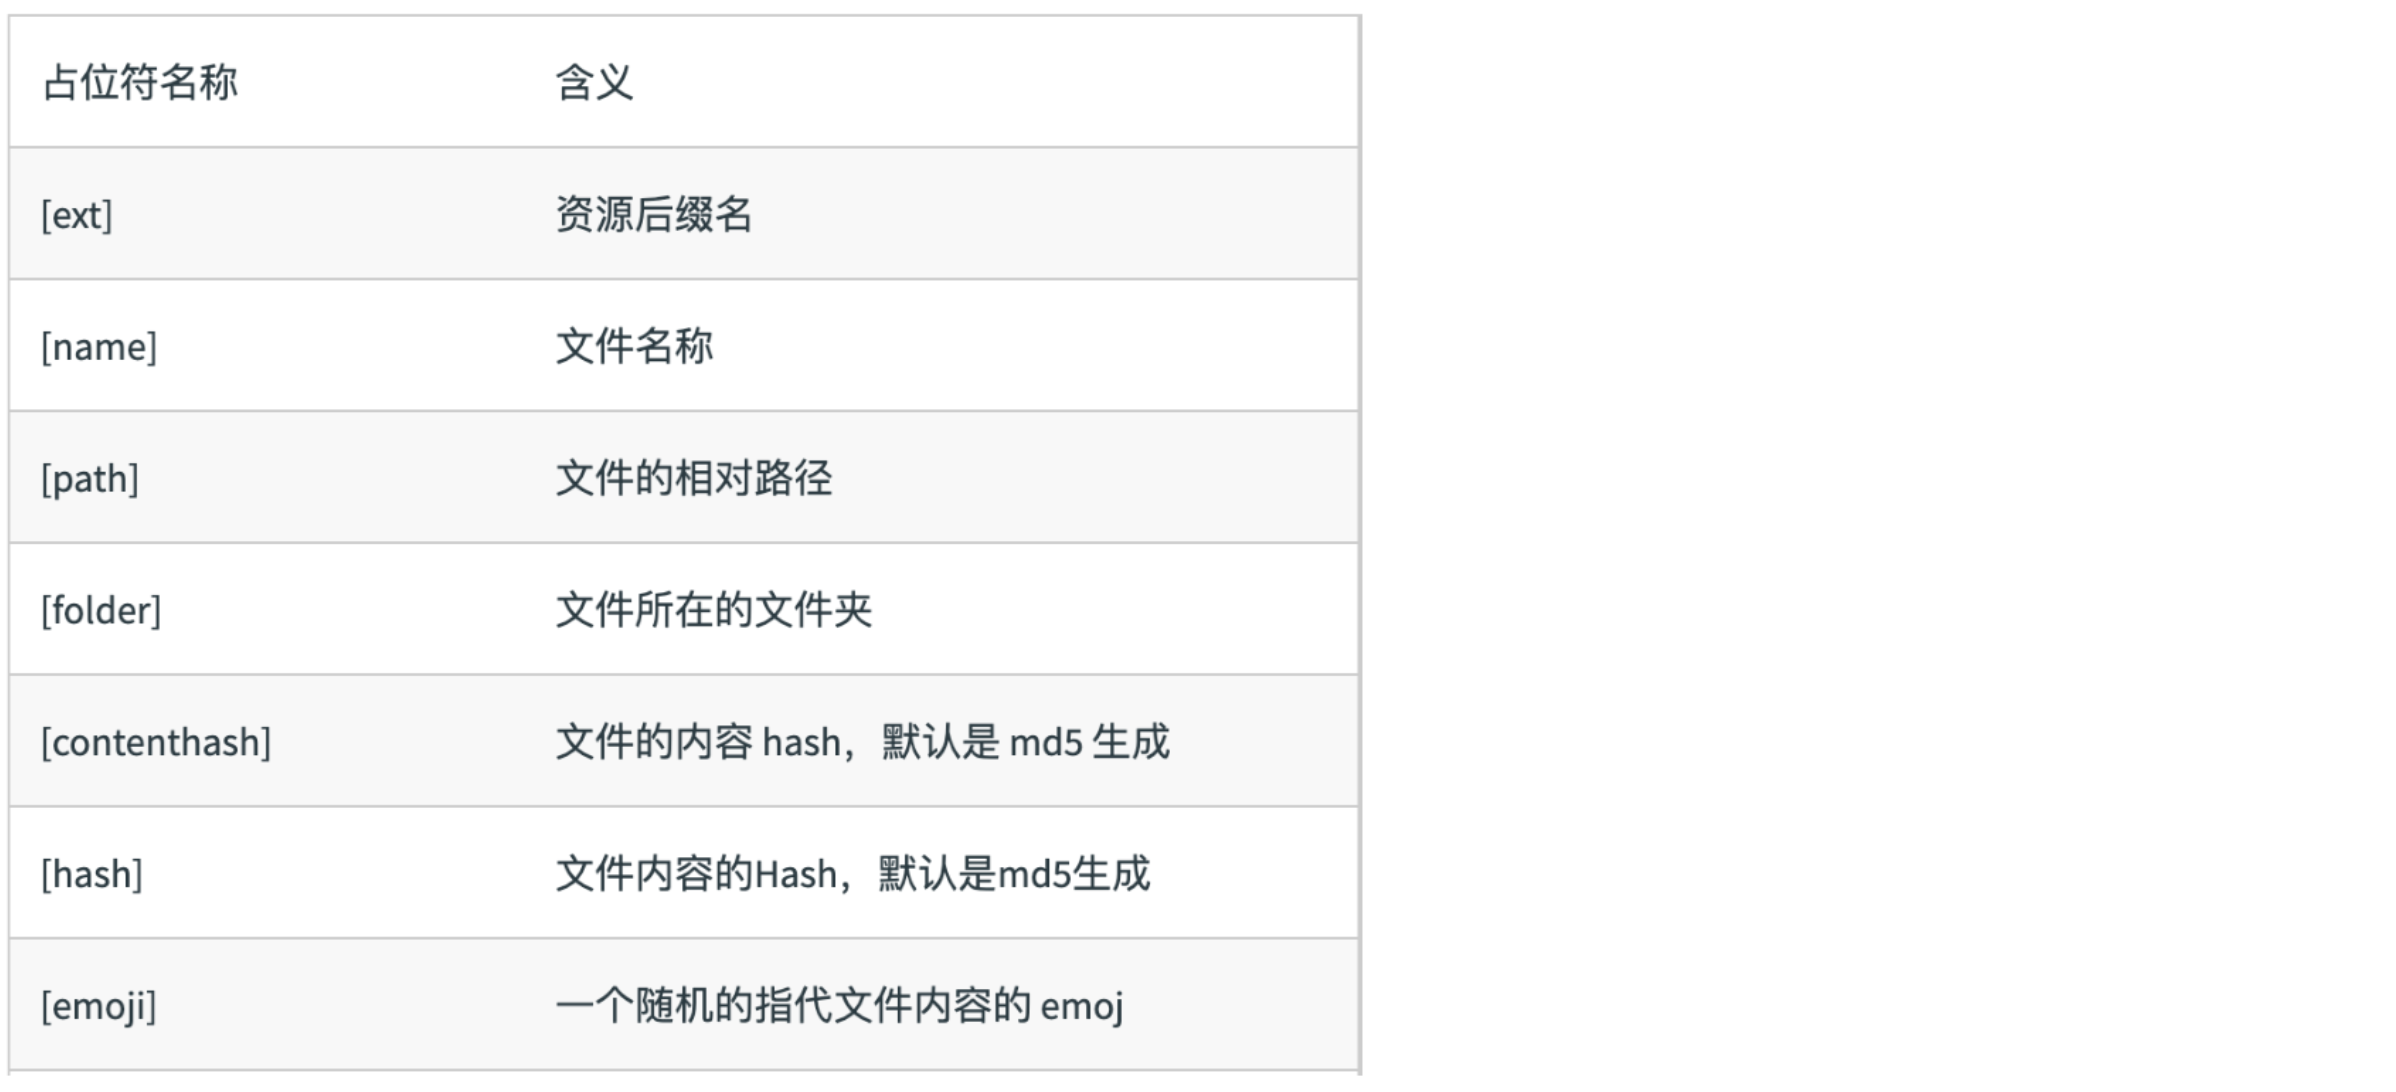 占位符名称 含义
[ext] 资源后缀名
[name] 文件名称
[path] 文件的相对路径
[folder] 文件所在的文件夹
[contenthash] 文件的内容 hash，默认是 md5 生成
[hash] 文件内容的Hash，默认是md5生成
[emoji] 一个随机的指代文件内容的 emoj